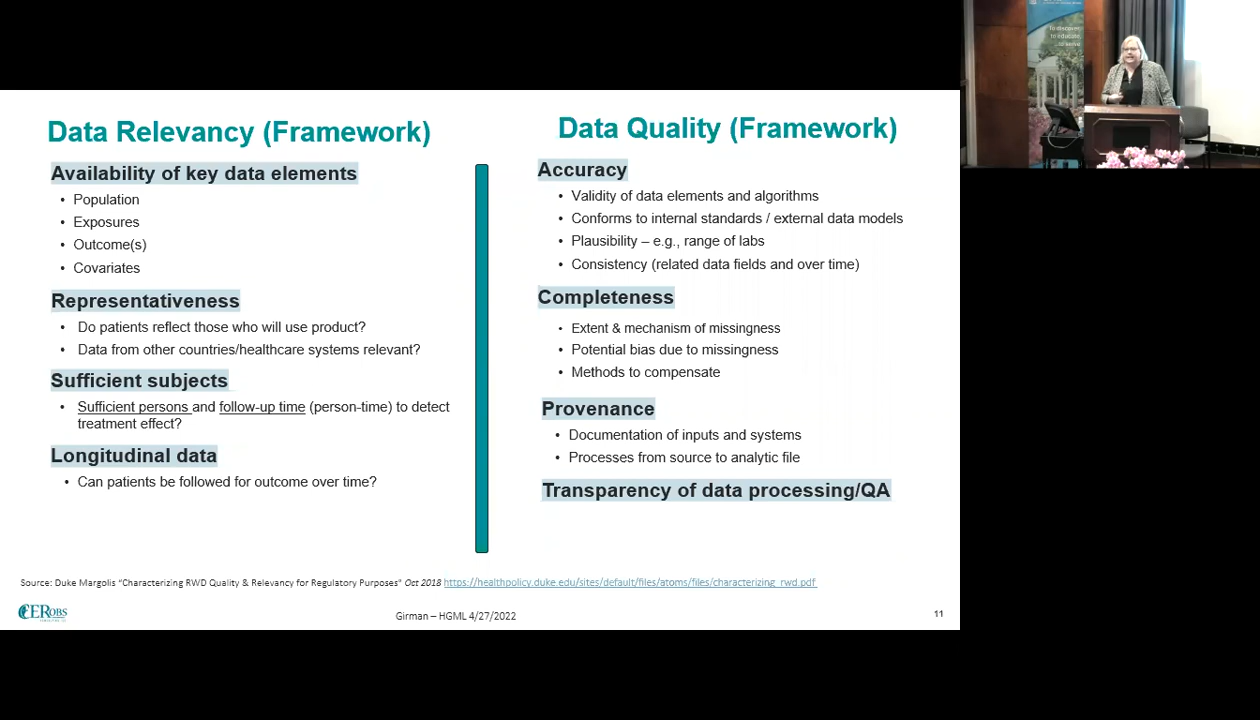 Data Relevancy (Framework)
Availability of key data elements
• Population
• Exposures
• Outcome(s)
• Covariates
Representativeness
• Do patients reflect those who will use product?
• Data from other countries/healthcare systems relevant?
Sufficient subjects
• Sufficient persons and follow-up time (person-time) to detect
treatment effect?
Longitudinal data
• Can patients be followed for outcome over time?
Data Quality (Framework)
Accuracy
• Validity of data elements and algorithms
• Conforms to internal standards / external data models
• Plausibility – e.g., range of labs
• Consistency (related data fields and over time)
Completeness
• Extent & mechanism of missingness
• Potential bias due to missingness
• Methods to compensate
Provenance
• Documentation of inputs and systems
• Processes from source to analytic file
Transparency of data processing/QA
Source: Duke Margolis “Characterizing RWD Quality & Relevancy for Regulatory Purposes” Oct 2018 https://healthpolicy.duke.edu/sites/default/files/atoms/files/characterizing_rwd.pdf
CEROBS
Girman – HGML 4/27/2022
11
to discover
to educate
to serve